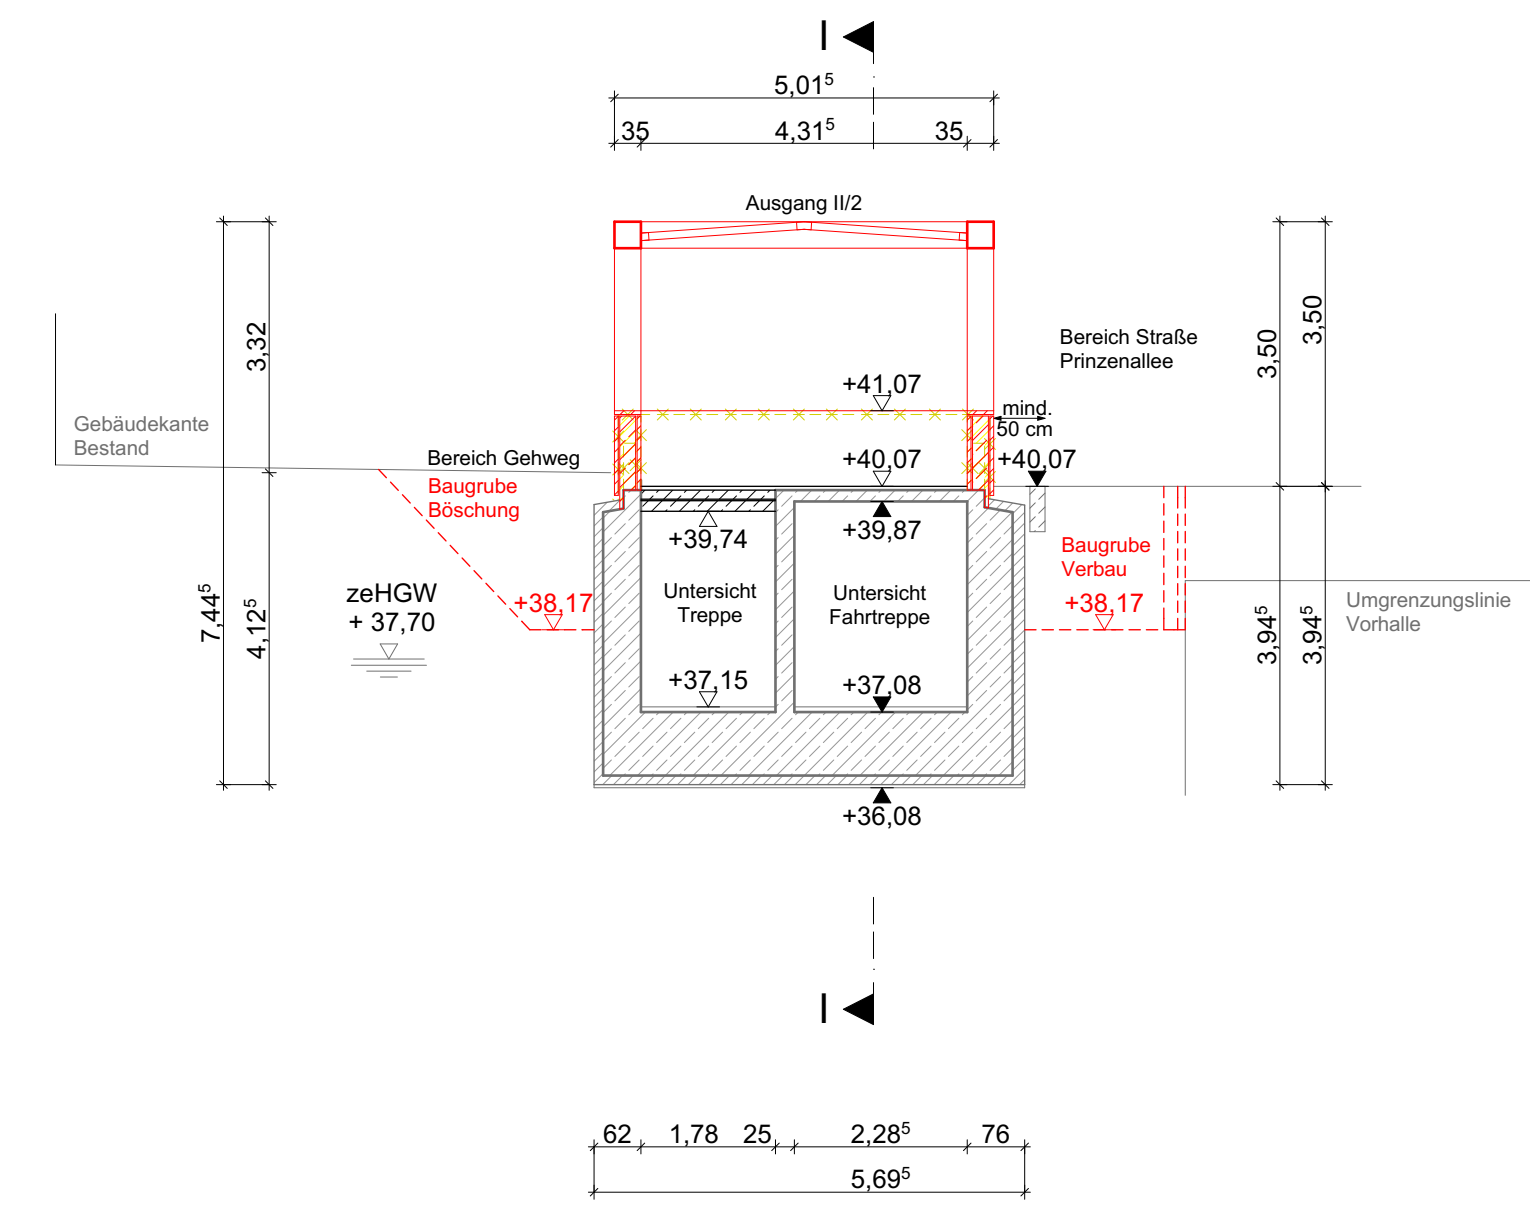 I
5,01⁵
35 4,31⁵ 35
Ausgang II/2
3,32
3,50
3,50
Bereich Straße
Prinzenallee
+41,07
mind.
50 cm
Gebäudekante
Bestand
Bereich Gehweg
+40,07
+40,07
Baugrube
Böschung
+39,74
+39,87
Baugrube
Verbau
zeHGW
+ 37,70
+38,17
Untersicht
Treppe
Untersicht
Fahrtreppe
+38,17
Umgrenzungslinie
Vorhalle
7,44⁵
4,12⁵
3,94⁵
3,94⁵
+37,15
+37,08
+36,08
I
62 1,78 25 2,28⁵ 76
5,69⁵